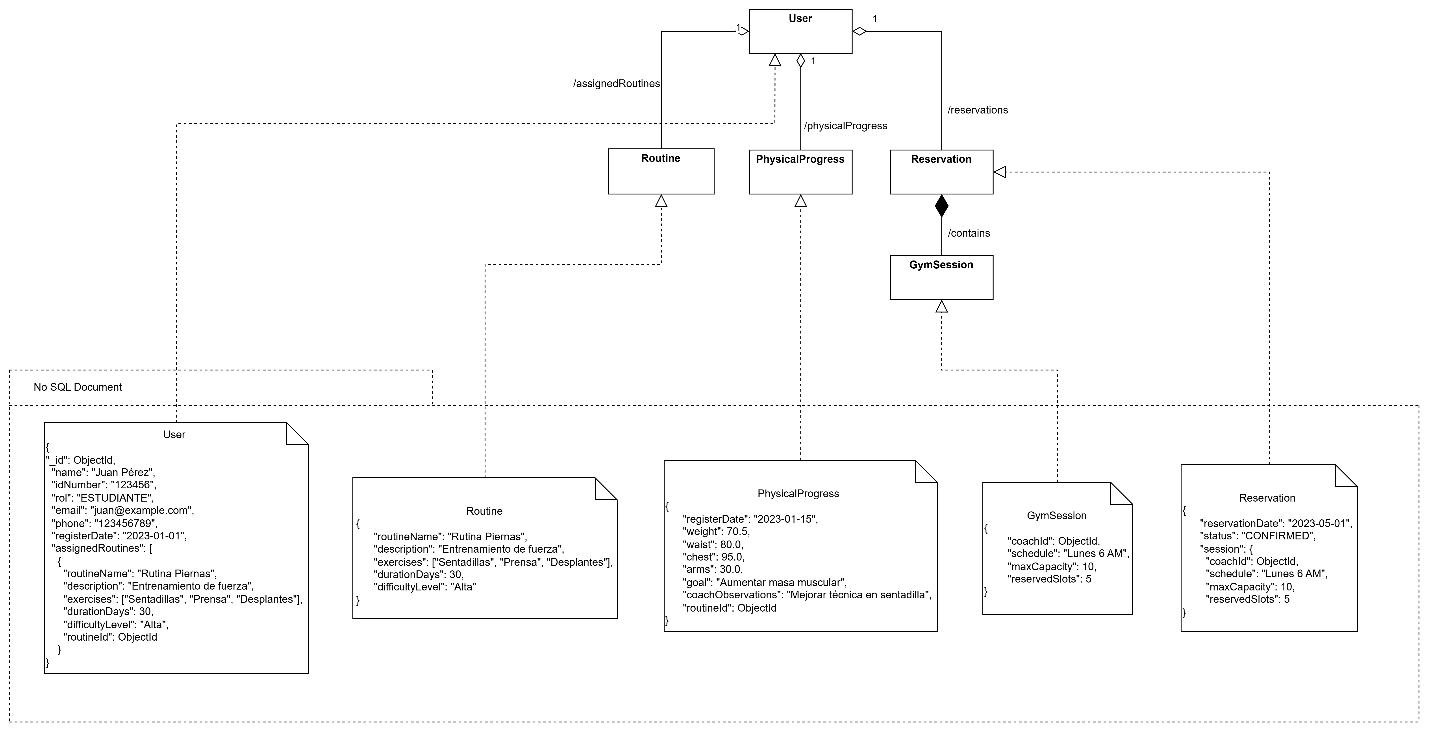 User
1
1
1
/assignedRoutines
/physicalProgress
/reservations
Routine
PhysicalProgress
Reservation
/contains
GymSession
No SQL Document
User
{
"_id": ObjectId,
"name": "Juan Pérez",
"idNumber": "123456",
"rol": "ESTUDIANTE",
"email": "juan@example.com",
"phone": "123456789",
"registerDate": "2023-01-01",
"assignedRoutines": [
{
"routineName": "Rutina Piernas",
"description": "Entrenamiento de fuerza",
"exercises": ["Sentadillas", "Prensa", "Desplantes"],
"durationDays": 30,
"difficultyLevel": "Alta",
"routineId": ObjectId
}
}
Routine
{
"routineName": "Rutina Piernas",
"description": "Entrenamiento de fuerza",
"exercises": ["Sentadillas", "Prensa", "Desplantes"],
"durationDays": 30,
"difficultyLevel": "Alta"
}
PhysicalProgress
{
"registerDate": "2023-01-15",
"weight": 70.5,
"waist": 80.0,
"chest": 95.0,
"arms": 30.0,
"goal": "Aumentar masa muscular",
"coachObservations": "Mejorar técnica en sentadilla",
"routineId": ObjectId
}
GymSession
{
"coachId": ObjectId,
"schedule": "Lunes 6 AM",
"maxCapacity": 10,
"reservedSlots": 5
}
Reservation
{
"reservationDate": "2023-05-01",
"status": "CONFIRMED",
"session": {
"coachId": ObjectId,
"schedule": "Lunes 6 AM",
"maxCapacity": 10,
"reservedSlots": 5
}